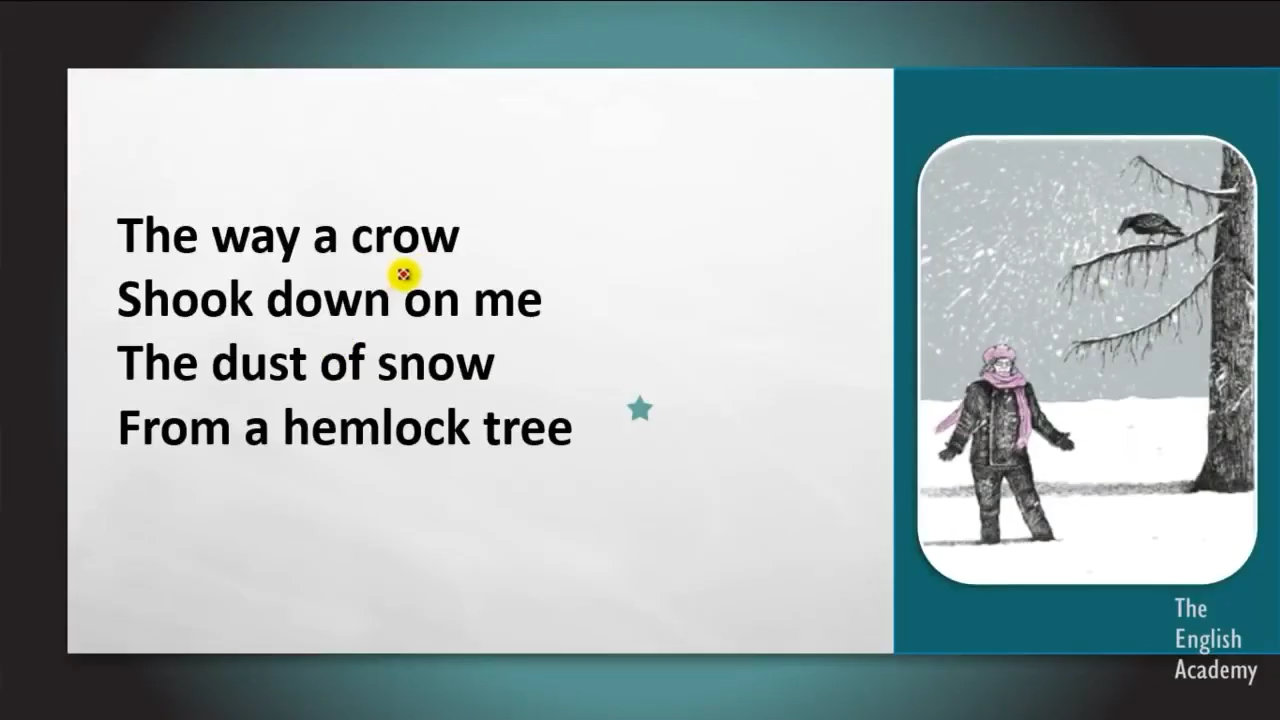 The way a crow
Shook down on me
The dust of snow
From a hemlock tree
The
English
Academy